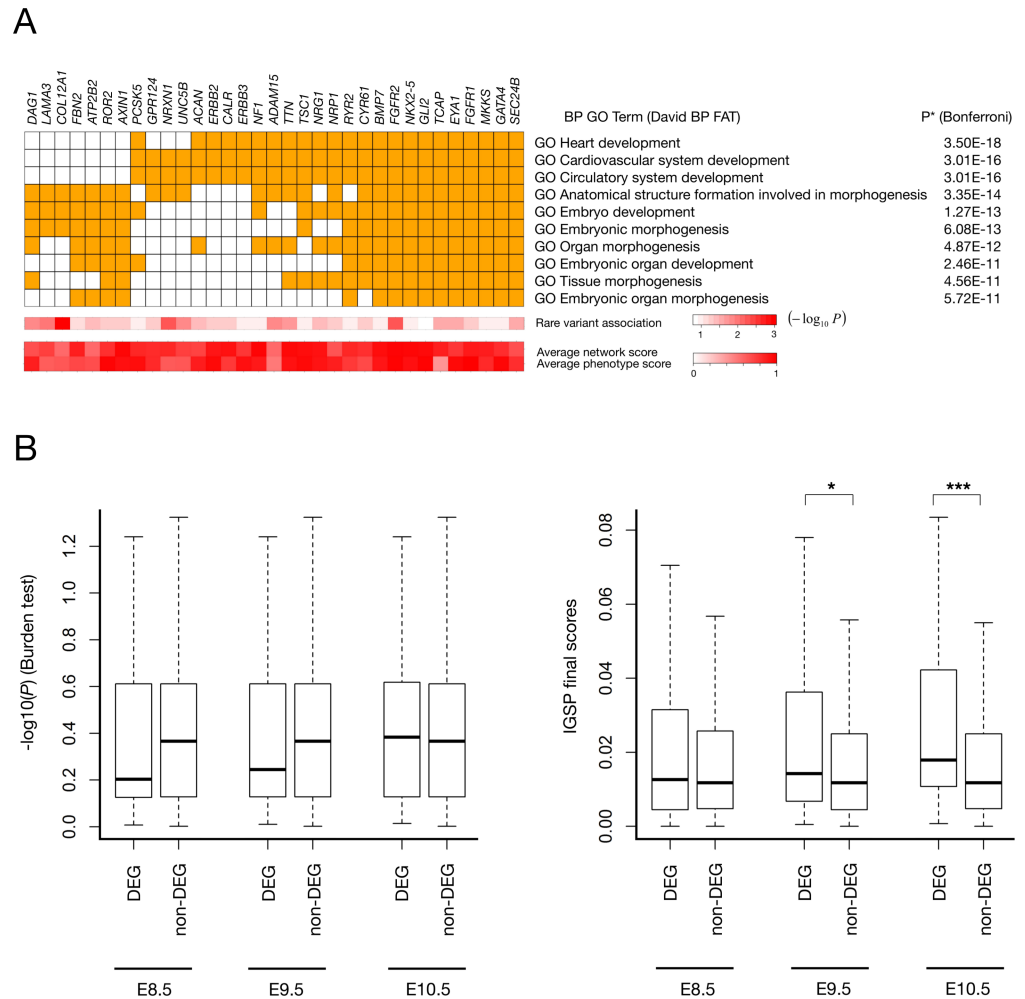 A
DAG1 LAMA3 COL12A1 FBN2 ATP2B2 ROR2 AXIN1 PCSK5 GPR124 NRXN1 UNC5B ACAN ERBB2 CALR ERBB3 NF1 ADAM15 TTN TSC1 NRG1 NRP1 RYR2 CYR61 BMP7 FGFR2 NKX2-5 GLI2 TCAP EYA1 FGFR1 MKKS GATA4 SEC24B
BP GO Term (David BP FAT) P* (Bonferroni)
GO Heart development 3.50E-18
GO Cardiovascular system development 3.01E-16
GO Circulatory system development 3.01E-16
GO Anatomical structure formation involved in morphogenesis 3.35E-14
GO Embryo development 1.27E-13
GO Embryonic morphogenesis 6.08E-13
GO Organ morphogenesis 4.87E-12
GO Embryonic organ development 2.46E-11
GO Tissue morphogenesis 4.56E-11
GO Embryonic organ morphogenesis 5.72E-11
Rare variant association (−log10 P)
1 2 3
Average network score
Average phenotype score
0 1
B
-log10(P) (Burden test)
1.2
1.0
0.8
0.6
0.4
0.2
0.0
DEG non-DEG DEG non-DEG DEG non-DEG
E8.5 E9.5 E10.5
* ***
IGSP final scores
0.08
0.06
0.04
0.02
0.00
DEG non-DEG DEG non-DEG DEG non-DEG
E8.5 E9.5 E10.5